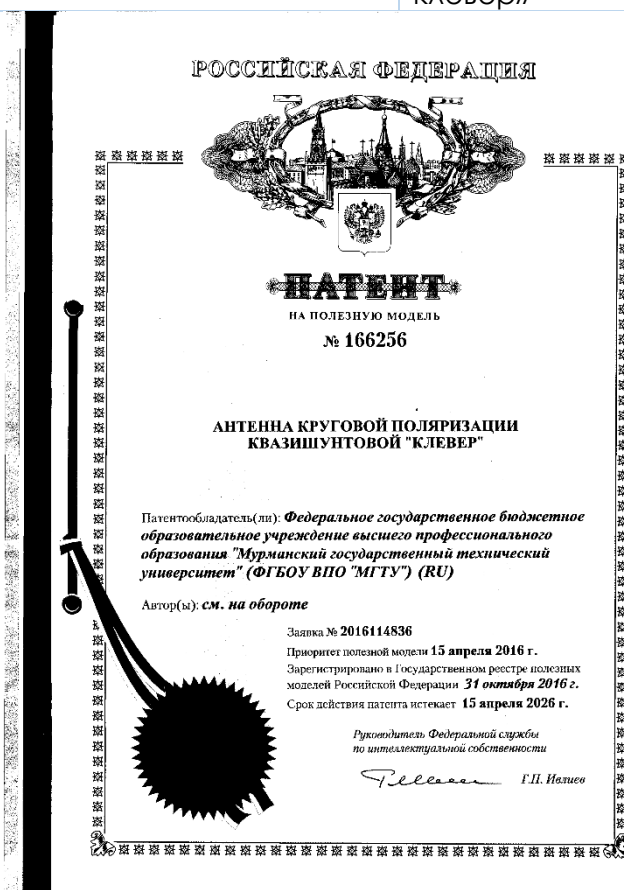 РОССИЙСКАЯ ФЕДЕРАЦИЯ
ПАТЕНТ
НА ПОЛЕЗНУЮ МОДЕЛЬ
№ 166256
АНТЕННА КРУГОВОЙ ПОЛЯРИЗАЦИИ
КВАЗИШУНТОВОЙ "КЛЕВЕР"
Патентообладатель(ли): Федеральное государственное бюджетное
образовательное учреждение высшего профессионального
образования "Мурманский государственный технический
университет" (ФГБОУ ВПО "МГТУ") (RU)
Автор(ы): см. на обороте
Заявка № 2016114836
Приоритет полезной модели 15 апреля 2016 г.
Зарегистрировано в Государственном реестре полезных
моделей Российской Федерации 31 октября 2016 г.
Срок действия патента истекает 15 апреля 2026 г.
Руководитель Федеральной службы
по интеллектуальной собственности
Г.П. Ивлиев